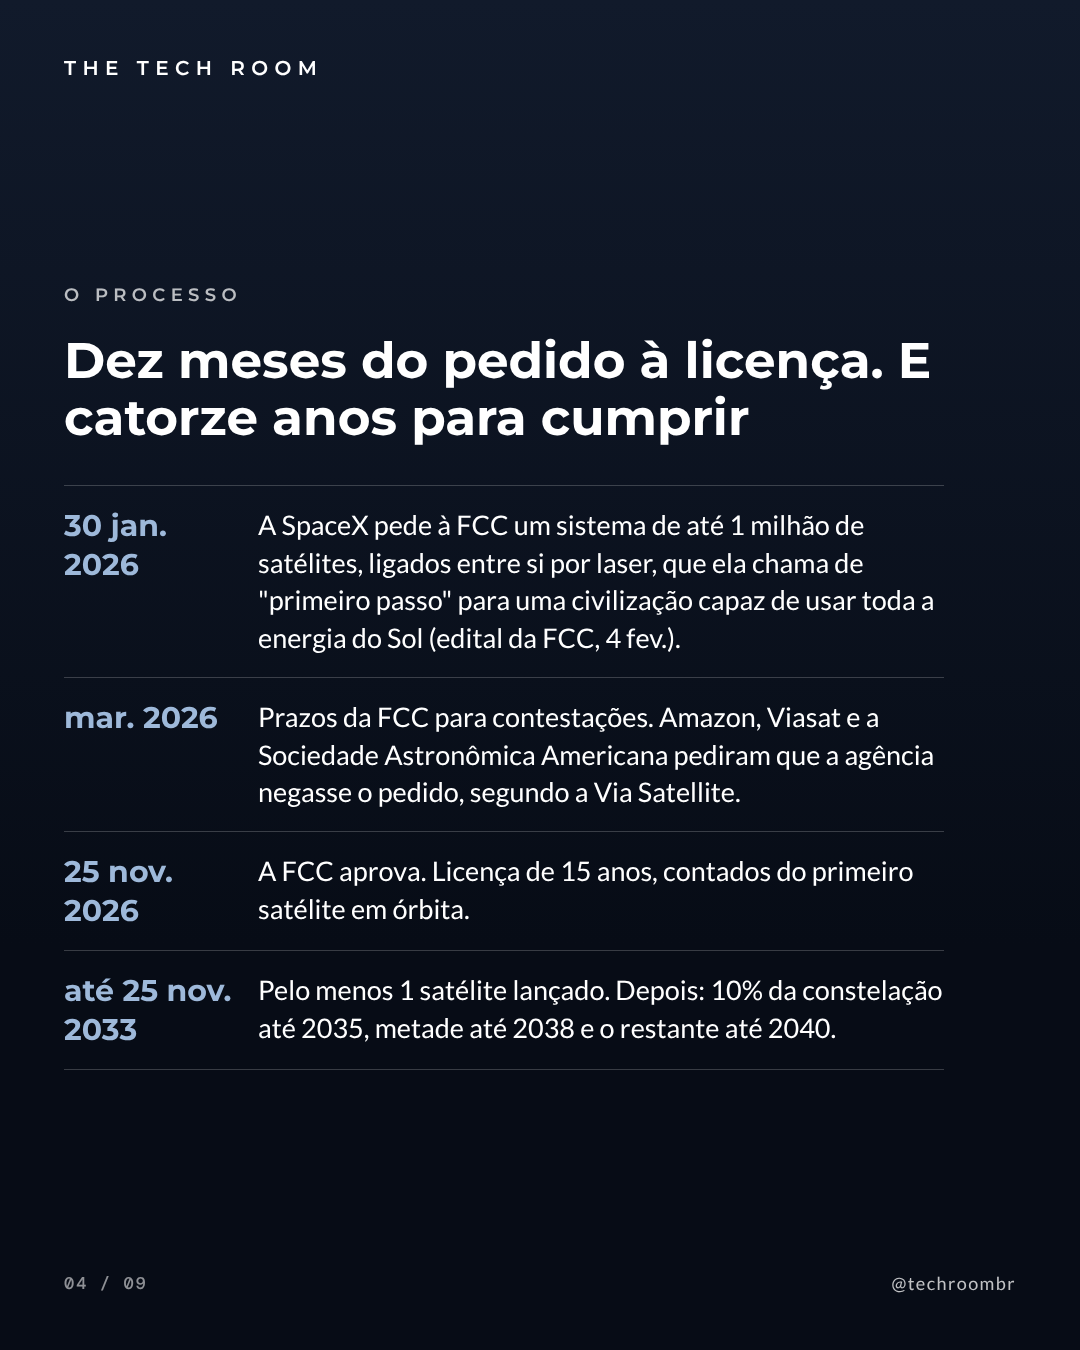 THE TECH ROOM
O PROCESSO
Dez meses do pedido à licença. E
catorze anos para cumprir
30 jan.
2026
A SpaceX pede à FCC um sistema de até 1 milhão de
satélites, ligados entre si por laser, que ela chama de
"primeiro passo" para uma civilização capaz de usar toda a
energia do Sol (edital da FCC, 4 fev.).
mar. 2026
Prazos da FCC para contestações. Amazon, Viasat e a
Sociedade Astronômica Americana pediram que a agência
negasse o pedido, segundo a Via Satellite.
25 nov.
2026
A FCC aprova. Licença de 15 anos, contados do primeiro
satélite em órbita.
até 25 nov.
2033
Pelo menos 1 satélite lançado. Depois: 10% da constelação
até 2035, metade até 2038 e o restante até 2040.
04 / 09
@techroombr